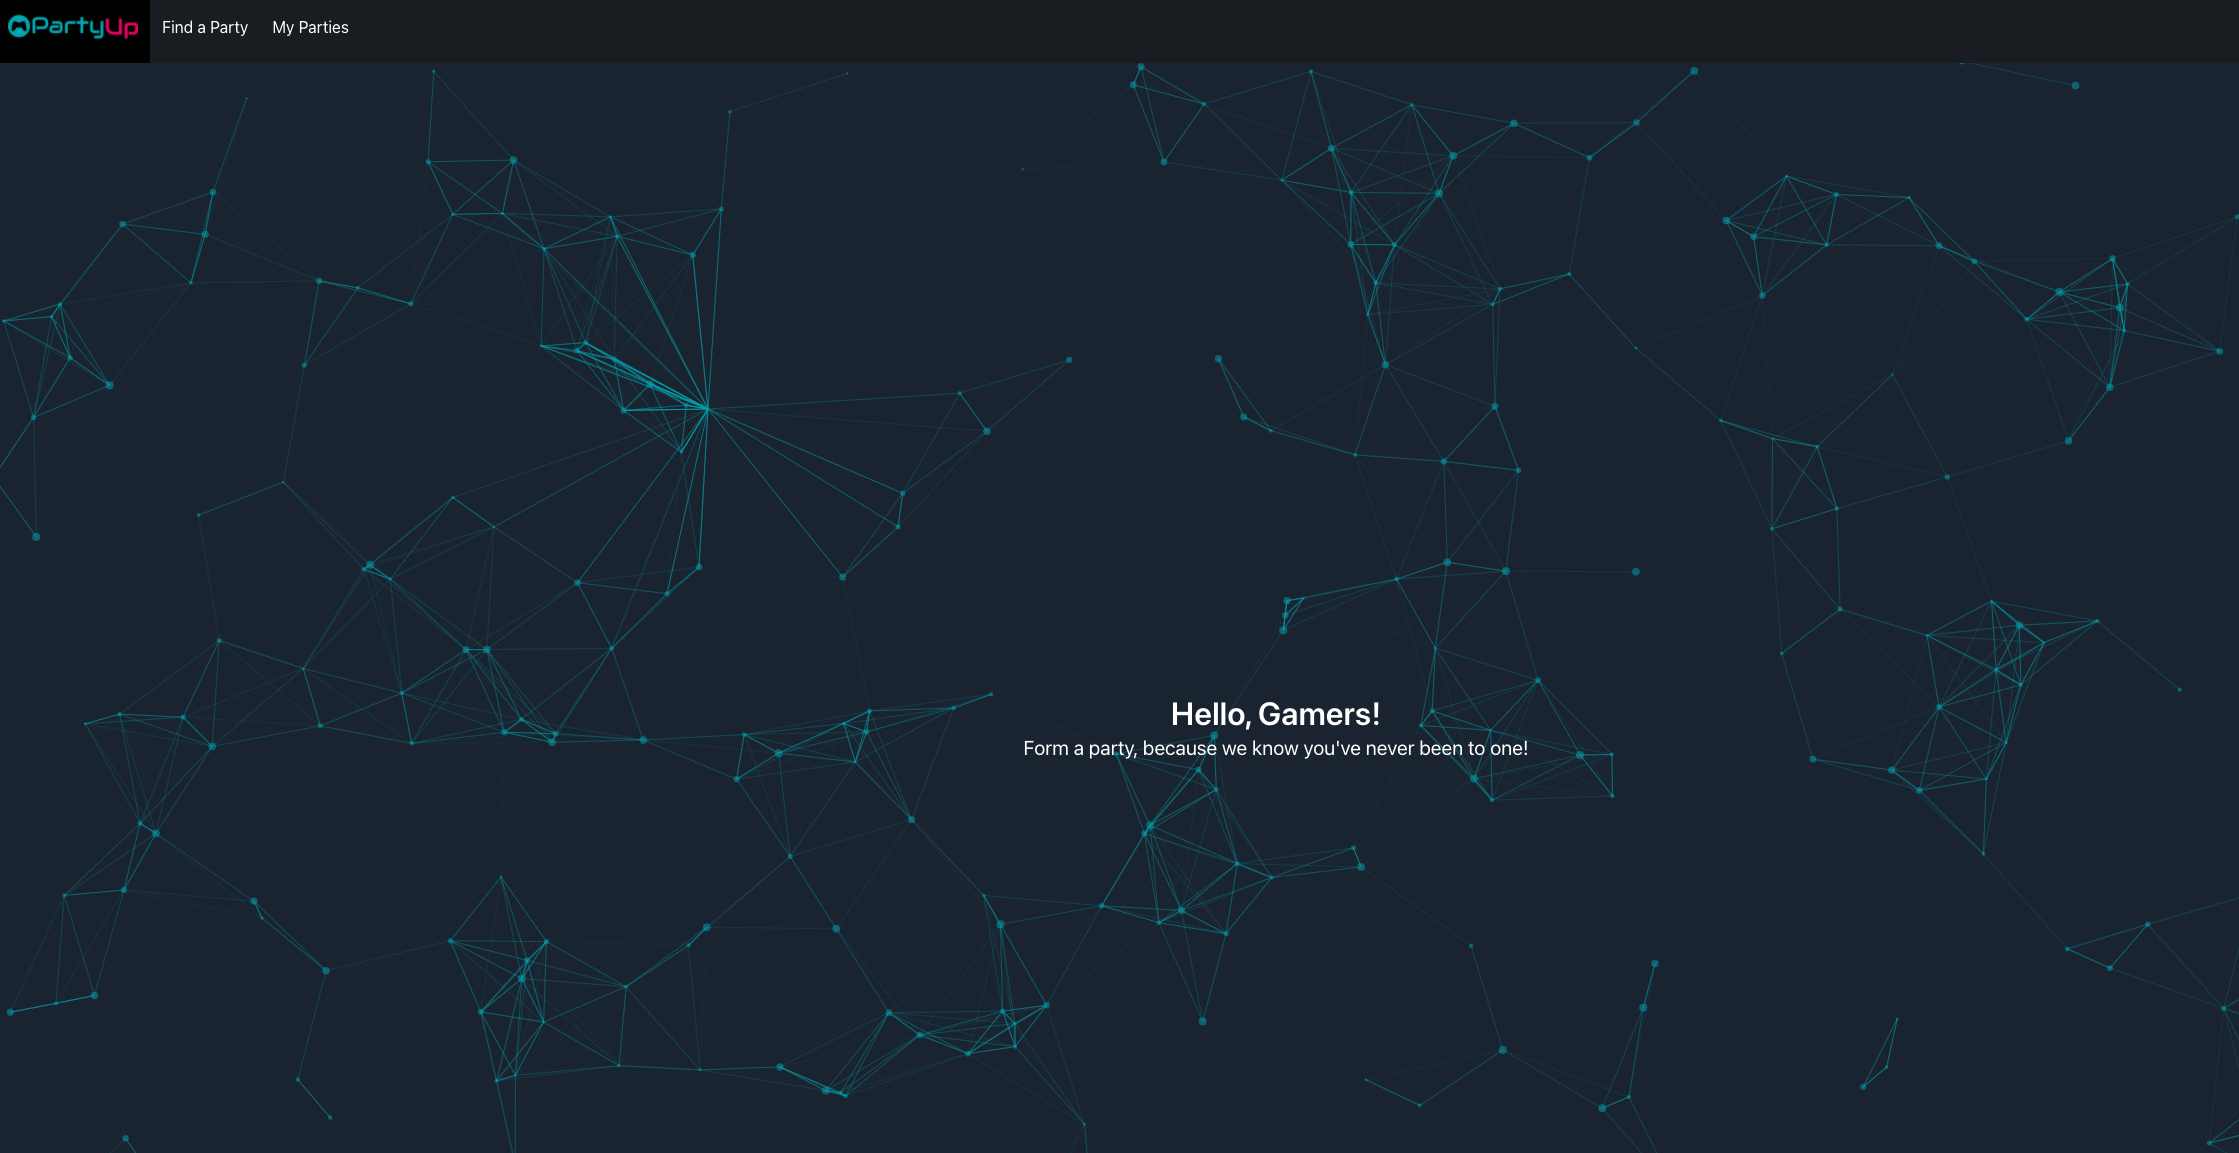 PartyUp
Find a Party
My Parties
Hello, Gamers!
Form a party, because we know you've never been to one!